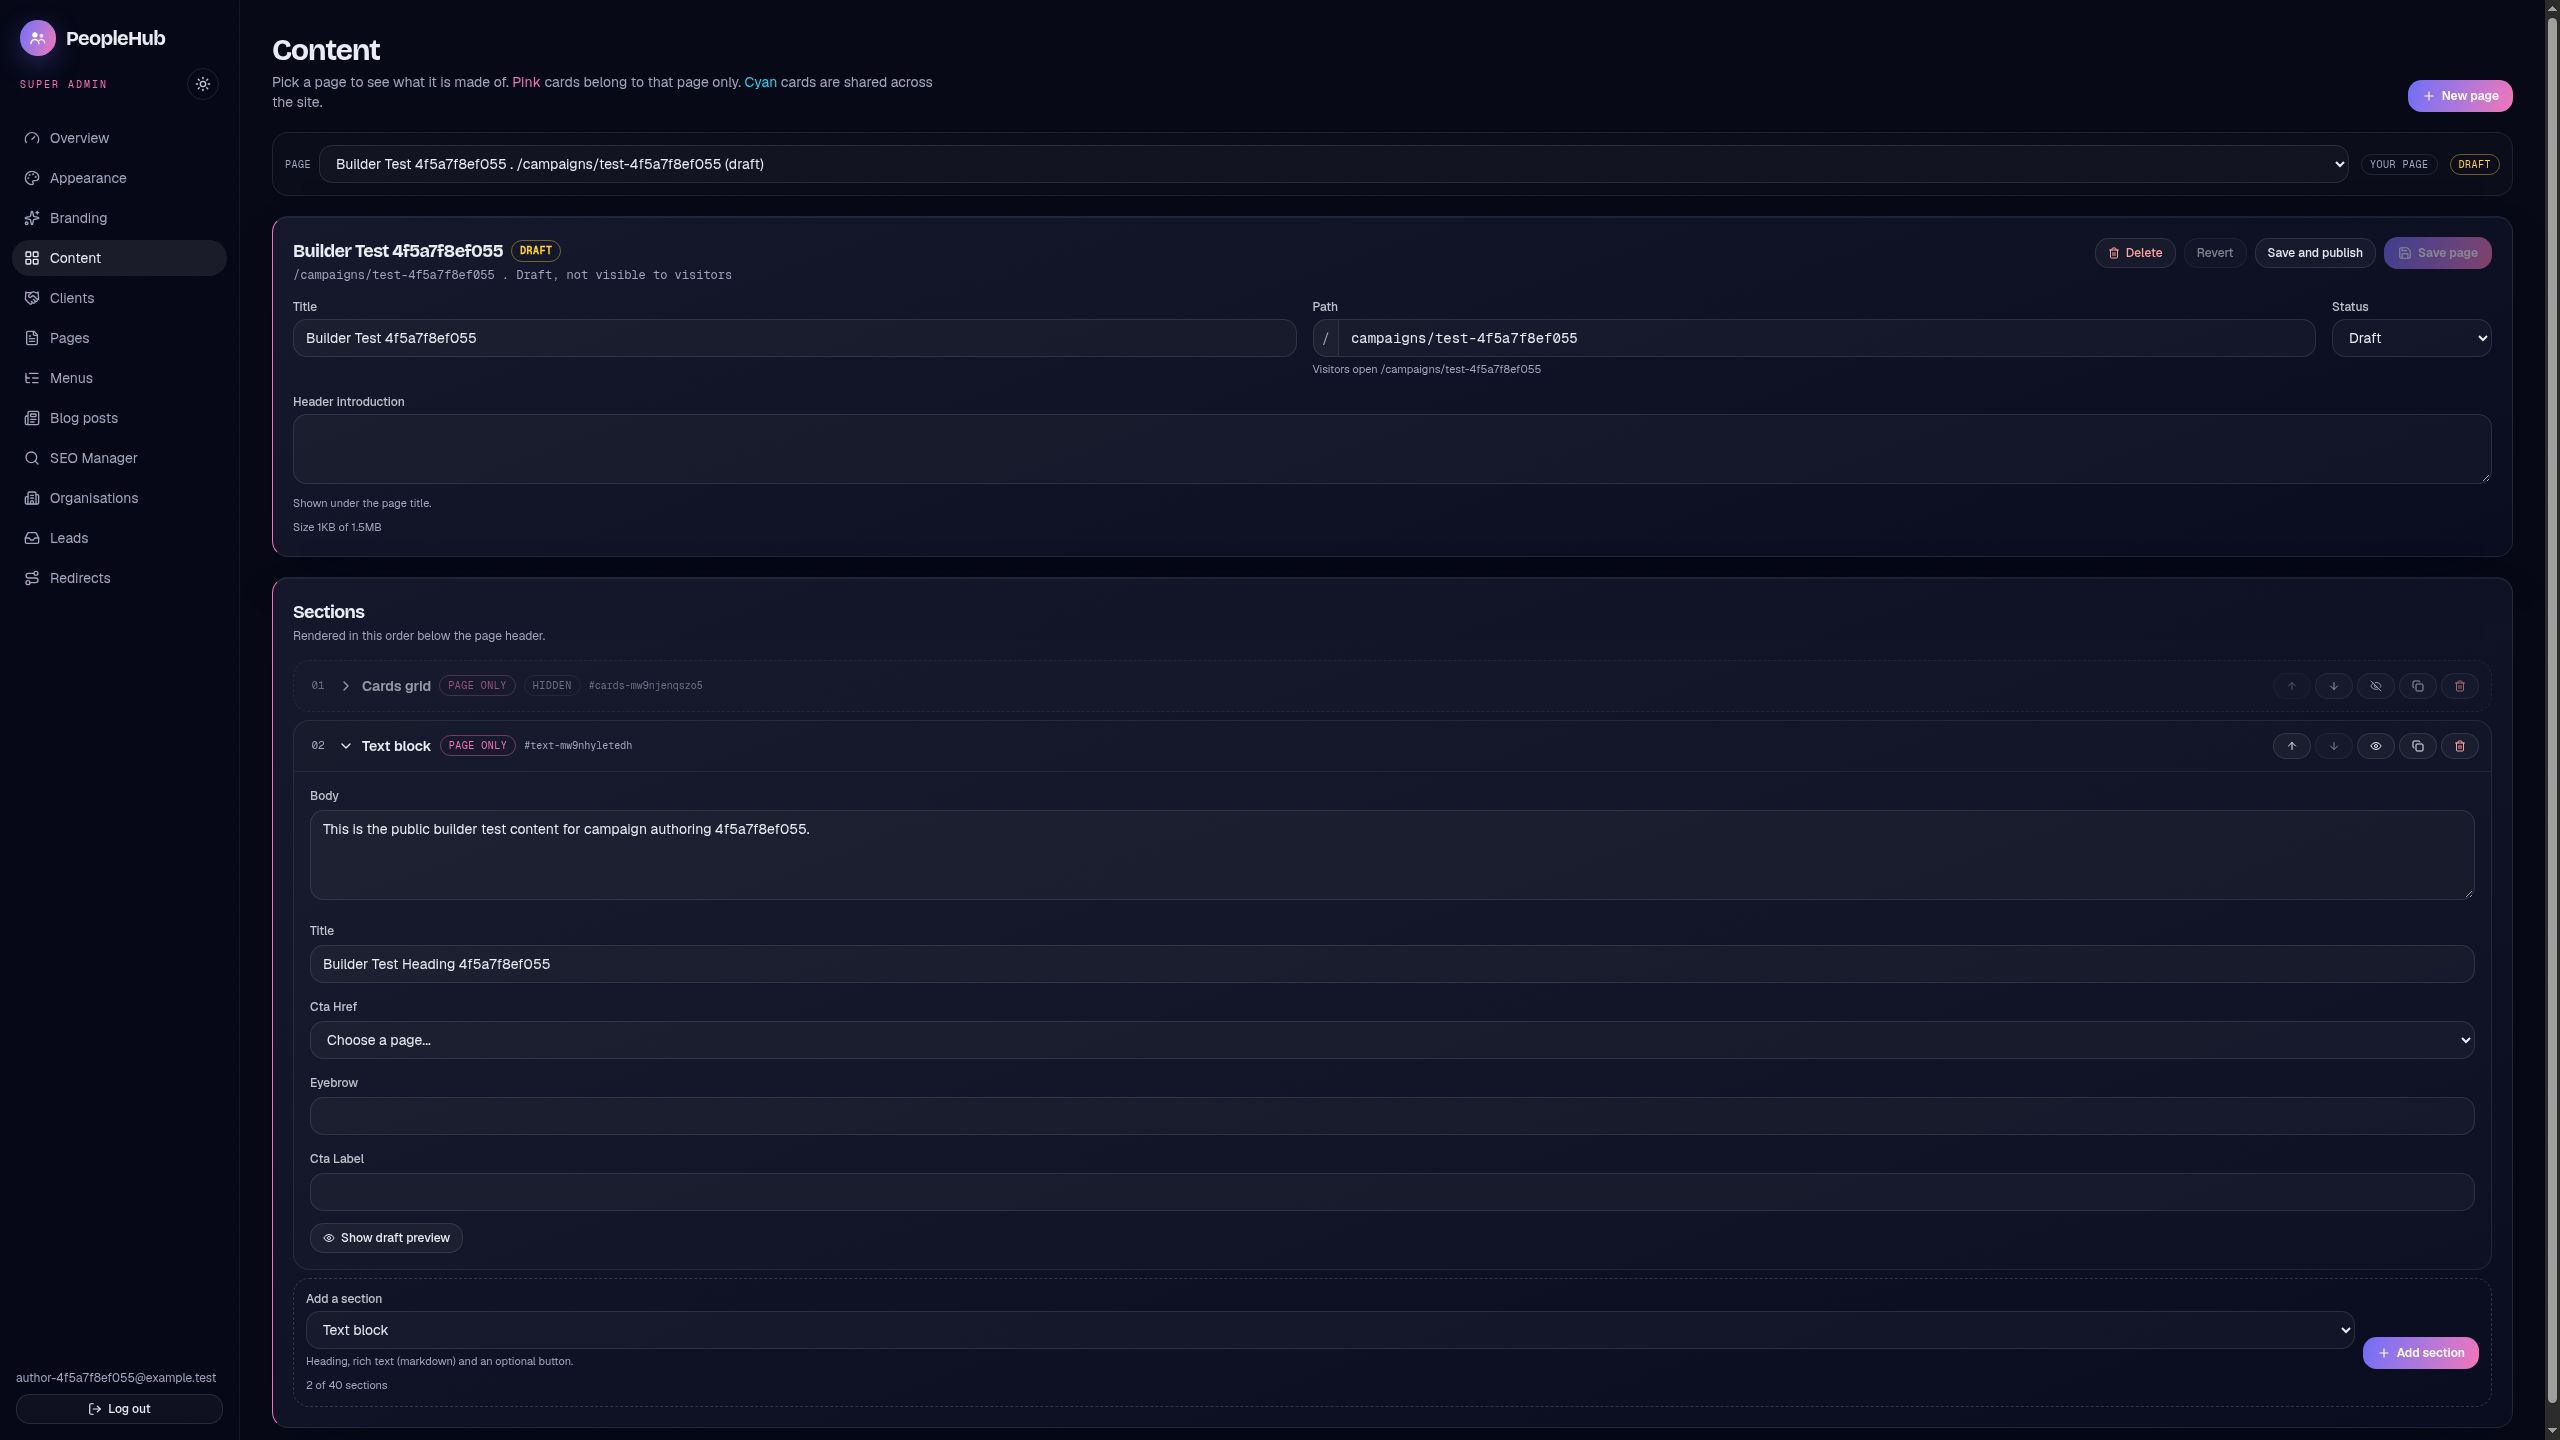 PeopleHub
SUPER ADMIN
Overview
Appearance
Branding
Content
Clients
Pages
Menus
Blog posts
SEO Manager
Organisations
Leads
Redirects
author-4f5a7f8ef055@example.test
Log out
Content
Pick a page to see what it is made of. Pink cards belong to that page only. Cyan cards are shared across
the site.
New page
PAGE
Builder Test 4f5a7f8ef055 . /campaigns/test-4f5a7f8ef055 (draft)
YOUR PAGE
DRAFT
Builder Test 4f5a7f8ef055 DRAFT
/campaigns/test-4f5a7f8ef055 . Draft, not visible to visitors
Delete
Revert
Save and publish
Save page
Title
Builder Test 4f5a7f8ef055
Path
/ campaigns/test-4f5a7f8ef055
Visitors open /campaigns/test-4f5a7f8ef055
Status
Draft
Header introduction
Shown under the page title.
Size 1KB of 1.5MB
Sections
Rendered in this order below the page header.
01 Cards grid PAGE ONLY HIDDEN #cards-mw9njenqszo5
02 Text block PAGE ONLY #text-mw9nhyletedh
Body
This is the public builder test content for campaign authoring 4f5a7f8ef055.
Title
Builder Test Heading 4f5a7f8ef055
Cta Href
Choose a page...
Eyebrow
Cta Label
Show draft preview
Add a section
Text block
Heading, rich text (markdown) and an optional button.
2 of 40 sections
Add section